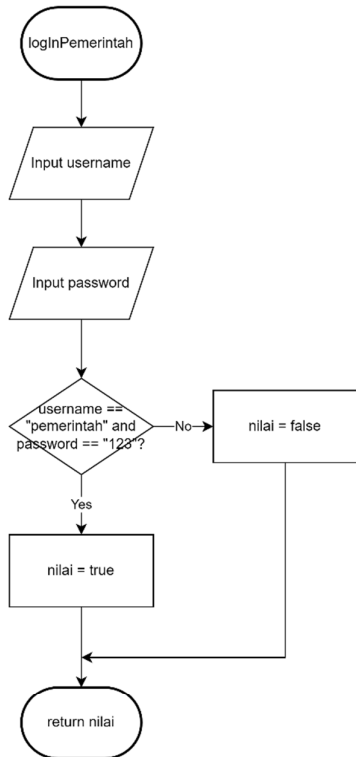 logInPemerintah
Input username
Input password
username ==
"pemerintah" and
password == "123"?
No
nilai = false
Yes
nilai = true
return nilai